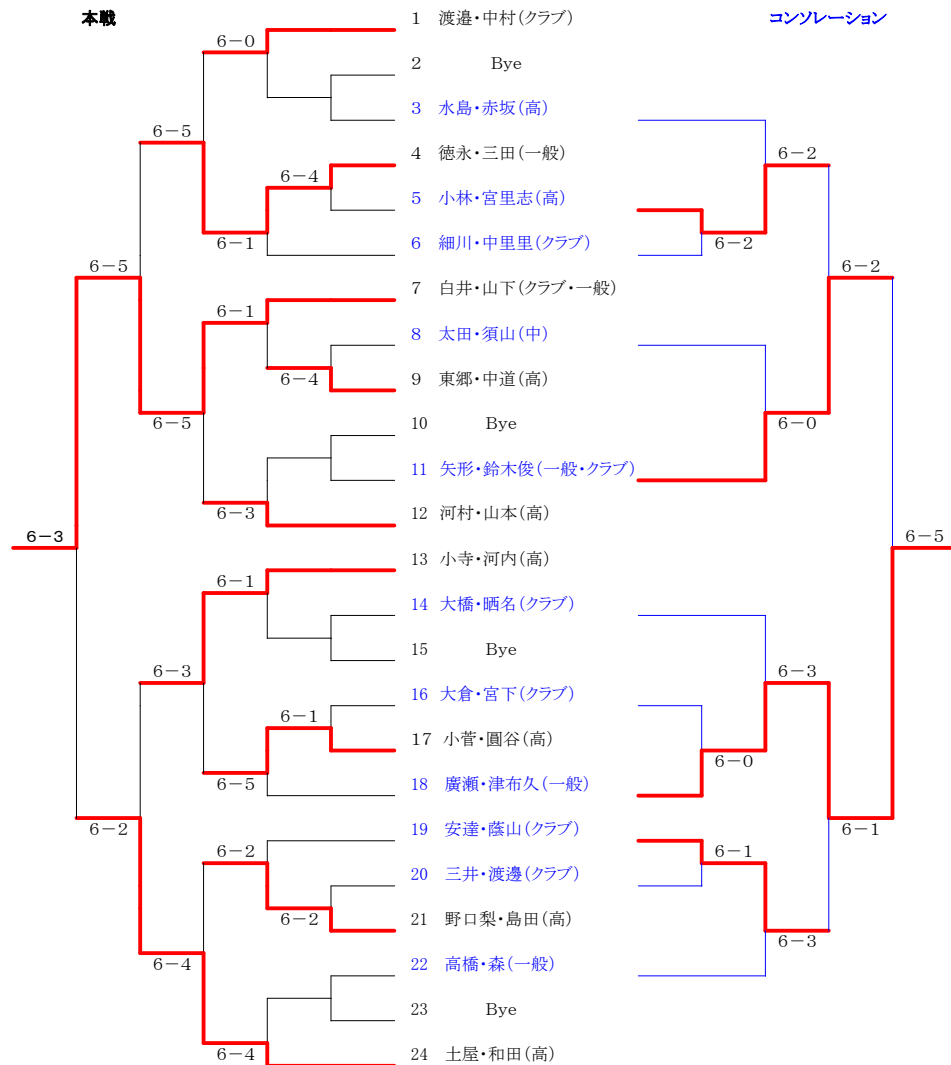 本戦
コンソレーション
1 渡邉・中村(クラブ)
6-0
2 Bye
3 水島・赤坂(高)
6-5
4 徳永・三田(一般)
6-2
6-4
5 小林・宮里志(高)
6-1
6 細川・中里里(クラブ)
6-2
6-5
6-2
7 白井・山下(クラブ・一般)
6-1
8 太田・須山(中)
6-4
9 東郷・中道(高)
6-5
10 Bye
6-0
11 矢形・鈴木俊(一般・クラブ)
6-3
12 河村・山本(高)
6-3
6-5
13 小寺・河内(高)
6-1
14 大橋・晒名(クラブ)
15 Bye
6-3
6-3
16 大倉・宮下(クラブ)
6-1
17 小菅・圓谷(高)
6-0
6-5
18 廣瀬・津布久(一般)
6-2
19 安達・蔭山(クラブ)
6-1
6-2
6-1
20 三井・渡邊(クラブ)
6-2
21 野口梨・島田(高)
6-3
6-4
22 高橋・森(一般)
23 Bye
6-4
24 土屋・和田(高)